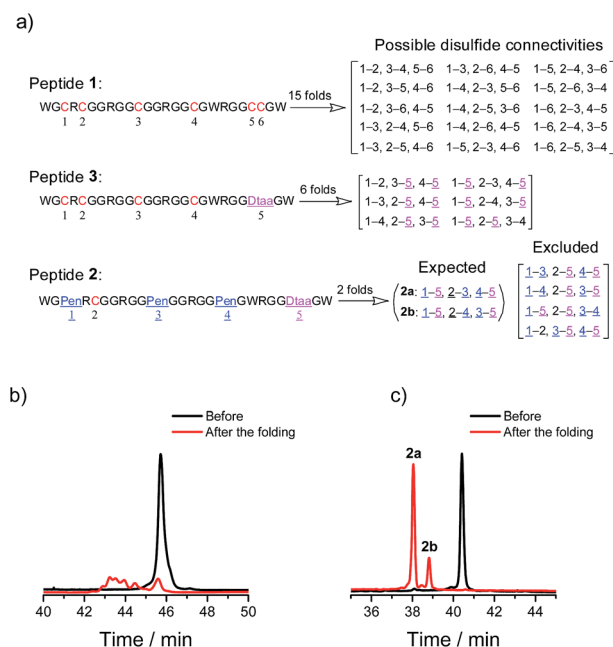 a)
Possible disulfide connectivities
Peptide 1:
WGCRCGGRGGCGGRGGCGWRGGCCGW
15 folds
1 2 3 4 5 6
1–2, 3–4, 5–6 1–3, 2–6, 4–5 1–5, 2–4, 3–6
1–2, 3–5, 4–6 1–4, 2–3, 5–6 1–5, 2–6, 3–4
1–2, 3–6, 4–5 1–4, 2–5, 3–6 1–6, 2–3, 4–5
1–3, 2–4, 5–6 1–4, 2–6, 3–5 1–6, 2–4, 3–5
1–3, 2–5, 4–6 1–5, 2–3, 4–6 1–6, 2–5, 3–4
Peptide 3:
WGCRCGGRGGCGGRGGCGWRGGDtaaGW
6 folds
1 2 3 4 5
1–2, 3–5, 4–5 1–5, 2–3, 4–5
1–3, 2–5, 4–5 1–5, 2–4, 3–5
1–4, 2–5, 3–5 1–5, 2–5, 3–4
Peptide 2:
WGPenRCGGRGGPenGGRGGPenGWRGGDtaaGW
2 folds
1 2 3 4 5
Expected
2a: 1–5, 2–3, 4–5
2b: 1–5, 2–4, 3–5
Excluded
1–3, 2–5, 4–5
1–4, 2–5, 3–5
1–5, 2–5, 3–4
1–2, 3–5, 4–5
b)
Before
After the folding
40 42 44 46 48 50
Time / min
c)
Before
After the folding
2a
2b
36 38 40 42 44
Time / min